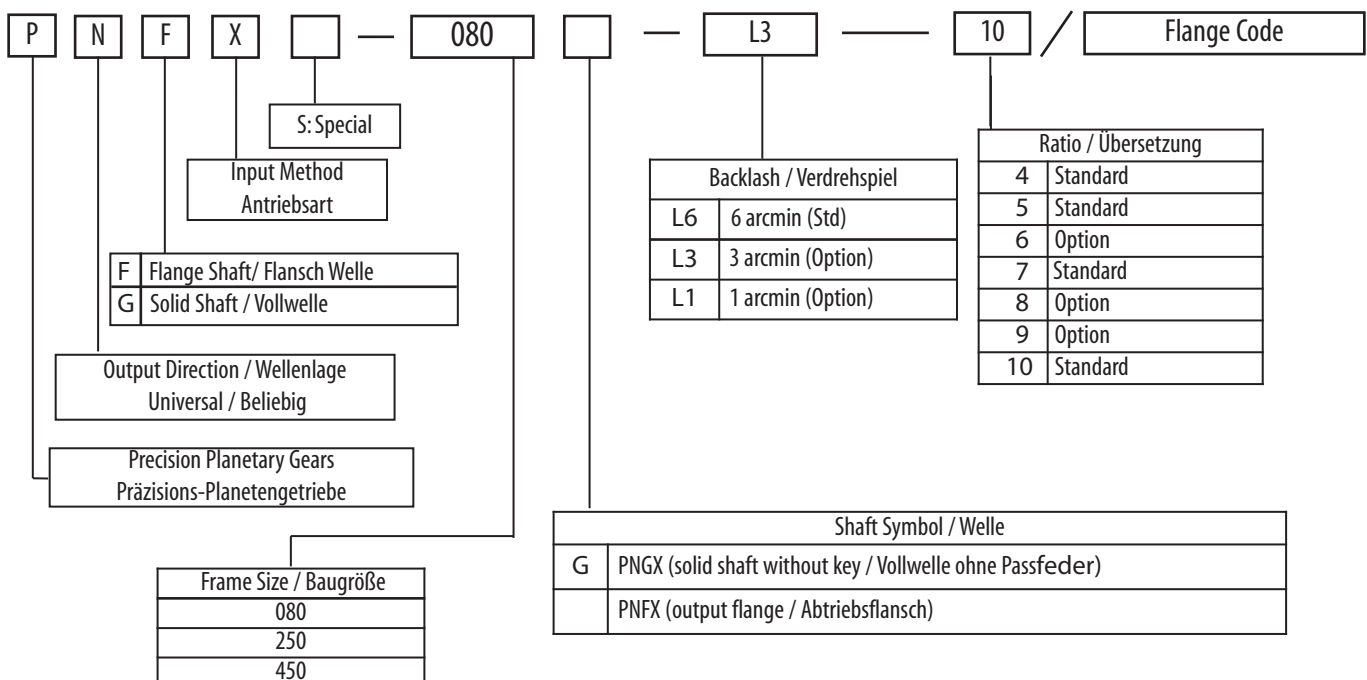 P N F X — 080 — L3 — 10 / Flange Code
S: Special
Input Method
Antriebsart
F Flange Shaft/ Flansch Welle
G Solid Shaft / Vollwelle
Output Direction / Wellenlage
Universal / Beliebig
Precision Planetary Gears
Präzisions-Planetengetriebe
Frame Size / Baugröße
080
250
450
Backlash / Verdrehspiel
L6 6 arcmin (Std)
L3 3 arcmin (Option)
L1 1 arcmin (Option)
Ratio / Übersetzung
4 Standard
5 Standard
6 Option
7 Standard
8 Option
9 Option
10 Standard
Shaft Symbol / Welle
G PNGX (solid shaft without key / Vollwelle ohne Passfeder)
PNFX (output flange / Abtriebsflansch)